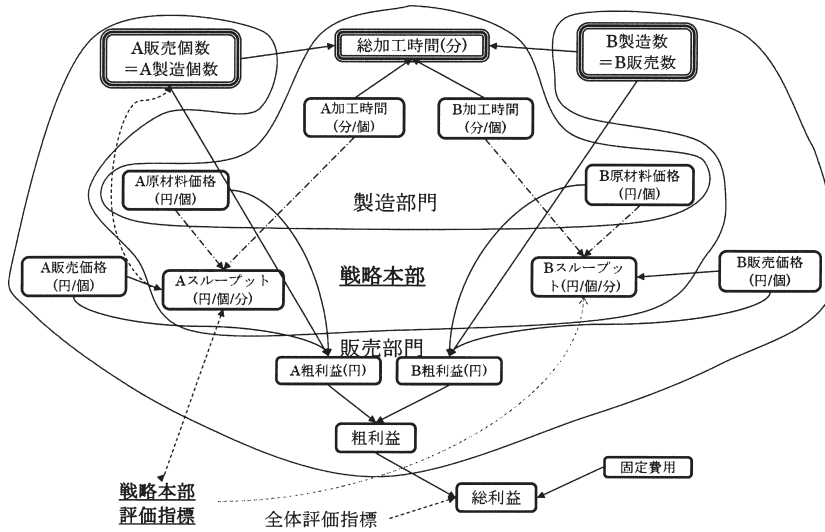 A販売個数
＝A製造個数
総加工時間(分)
B製造数
＝B販売数
A加工時間
(分/個)
B加工時間
(分/個)
A原材料価格
(円/個)
B原材料価格
(円/個)
製造部門
A販売価格
(円/個)
Aスループット
(円/個/分)
戦略本部
Bスループッ
ト(円/個/分)
B販売価格
(円/個)
販売部門
A粗利益(円)
B粗利益(円)
粗利益
固定費用
戦略本部
評価指標
総利益
全体評価指標